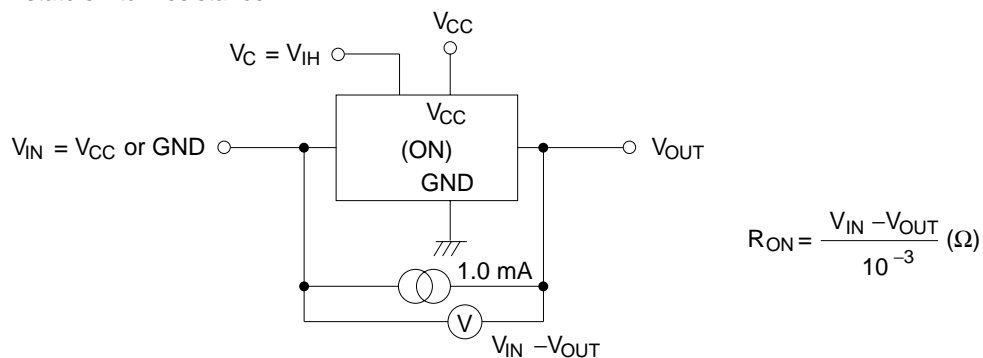 V_CC
V_C = V_IH
V_CC
V_IN = V_CC or GND
(ON)
V_OUT
GND
R_ON = (V_IN – V_OUT) / 10^–3 (Ω)
1.0 mA
V
V_IN – V_OUT